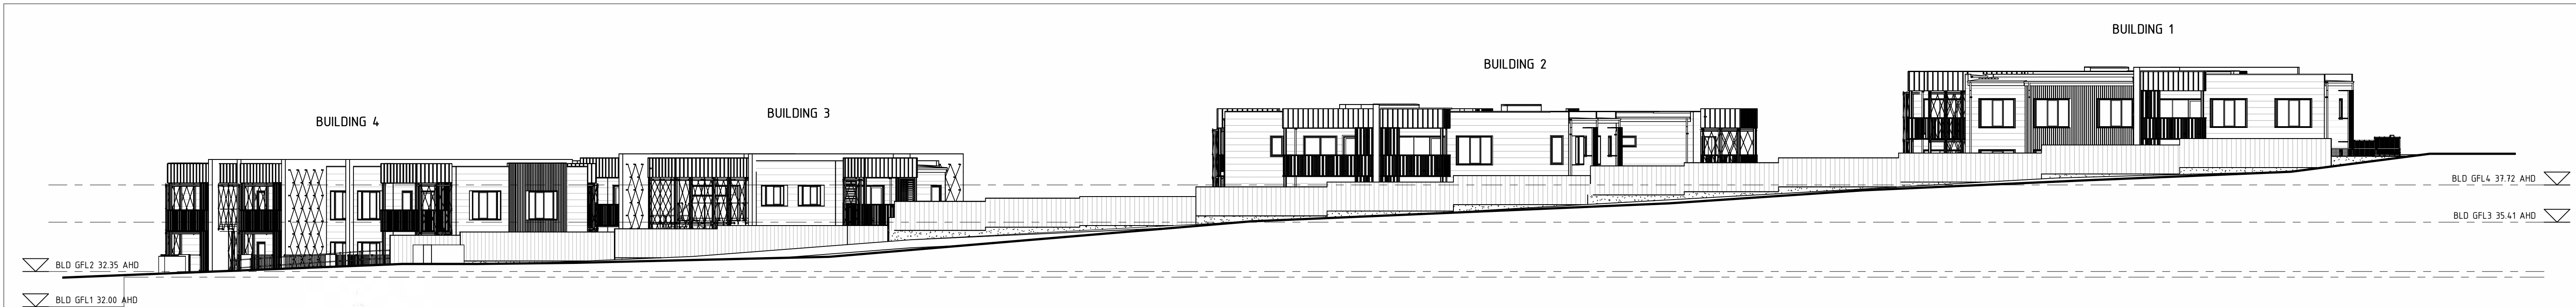 BUILDING 1
BUILDING 2
BUILDING 3
BUILDING 4
BLD GFL4 37.72 AHD
BLD GFL3 35.41 AHD
BLD GFL2 32.35 AHD
BLD GFL1 32.00 AHD